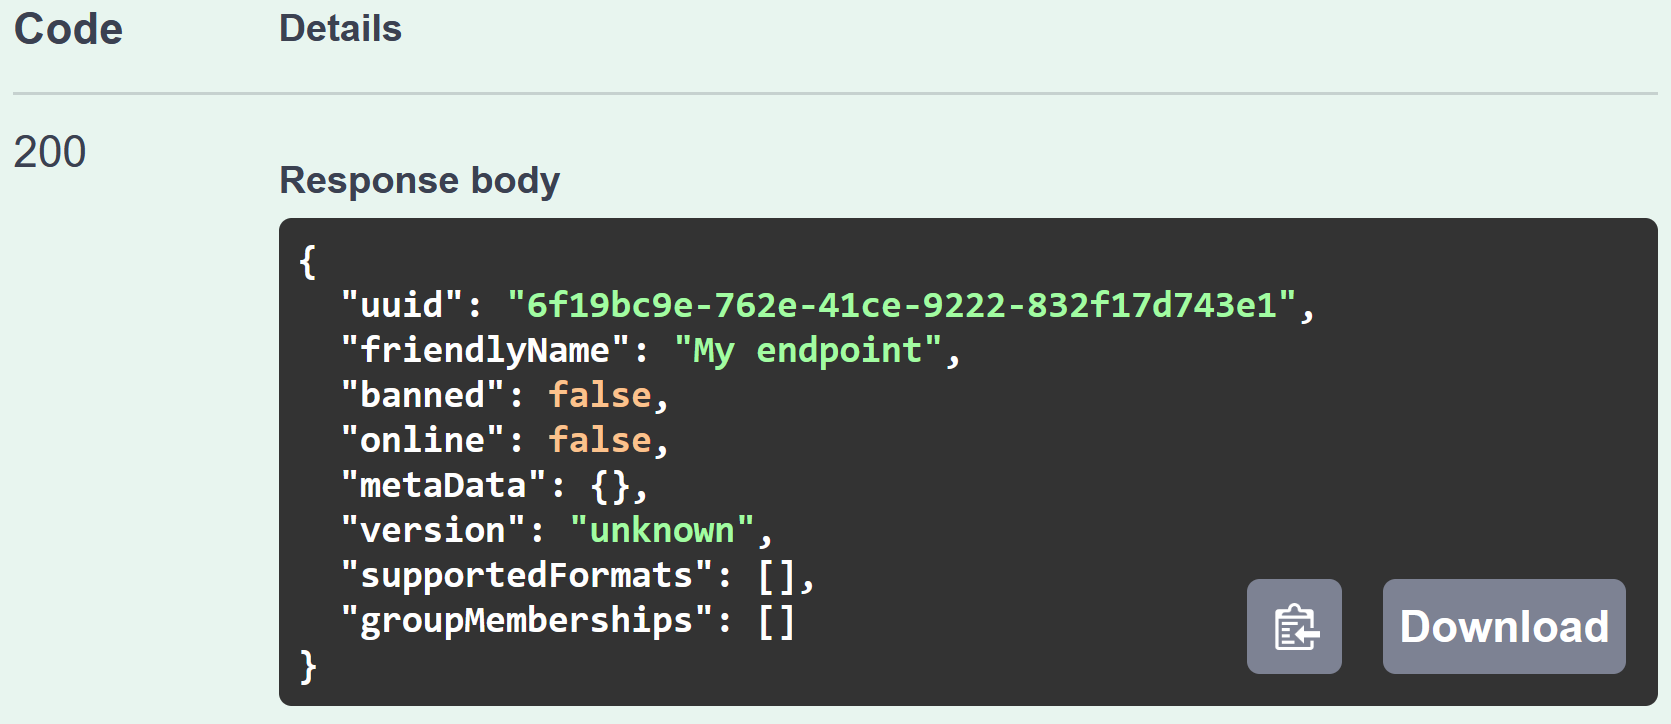 Code Details
200
Response body
{
  "uuid": "6f19bc9e-762e-41ce-9222-832f17d743e1",
  "friendlyName": "My endpoint",
  "banned": false,
  "online": false,
  "metaData": {},
  "version": "unknown",
  "supportedFormats": [],
  "groupMemberships": []
}
Download